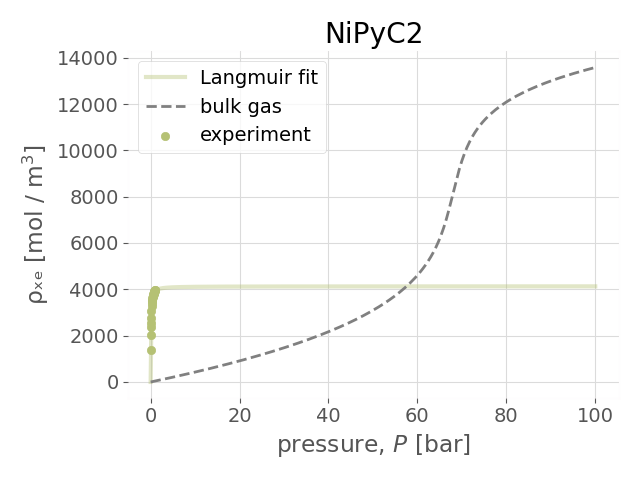 NiPyC2
14000
12000
10000
8000
6000
4000
2000
0
ρₓₑ [mol / m³]
Langmuir fit
bulk gas
experiment
0 20 40 60 80 100
pressure, P [bar]